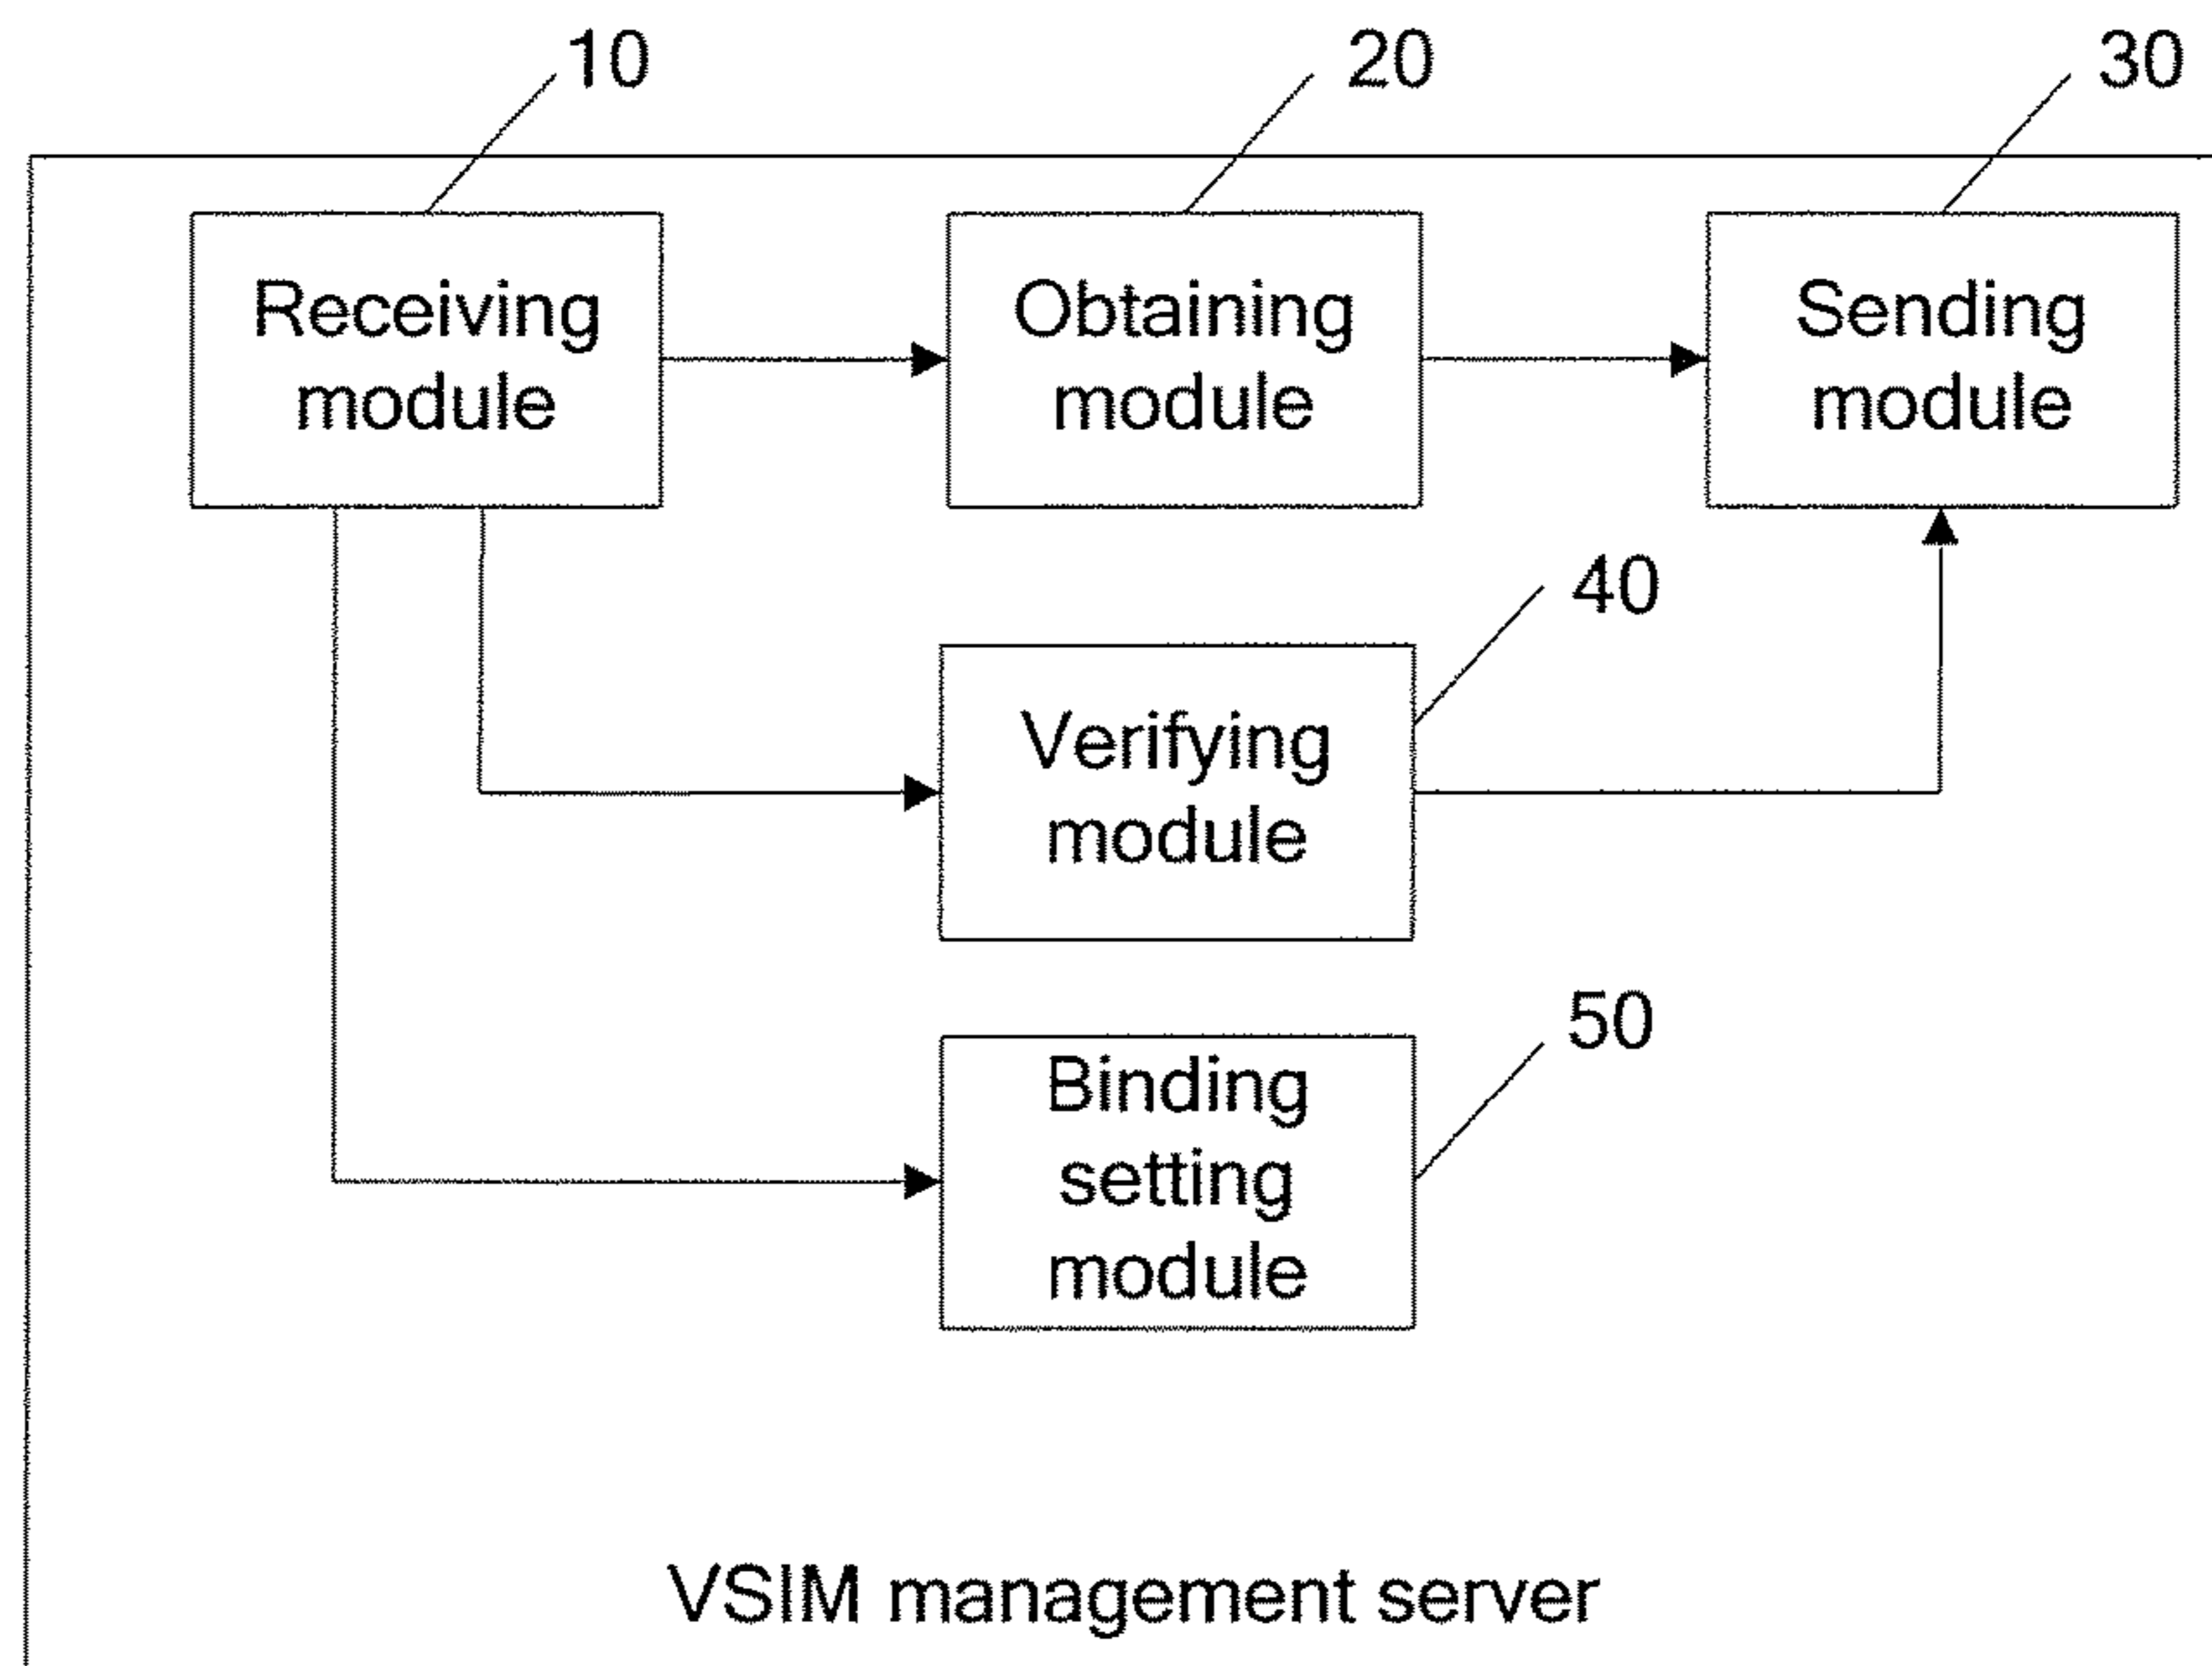 10
20
30
Receiving
module
Obtaining
module
Sending
module
40
Verifying
module
50
Binding
setting
module
VSIM management server